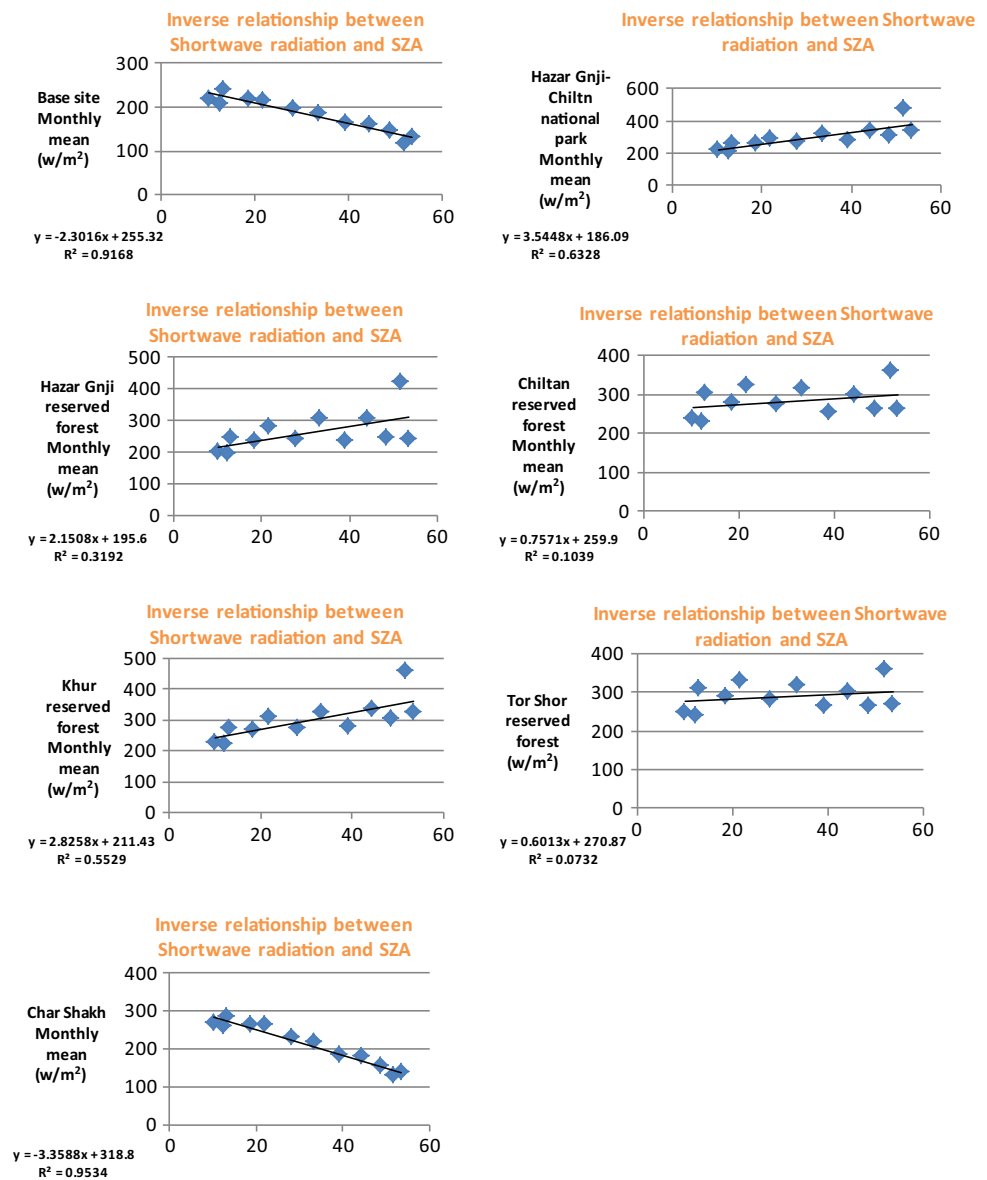 Inverse relationship between
Shortwave radiation and SZA
Base site
Monthly
mean
(w/m²)
300
200
100
0
0 20 40 60
y = -2.3016x + 255.32
R² = 0.9168
Inverse relationship between Shortwave
radiation and SZA
Hazar Gnji-
Chiltn
national
park
Monthly
mean
(w/m²)
600
400
200
0
0 20 40 60
y = 3.5448x + 186.09
R² = 0.6328
Inverse relationship between
Shortwave radiation and SZA
Hazar Gnji
reserved
forest
Monthly
mean
(w/m²)
500
400
300
200
100
0
0 20 40 60
y = 2.1508x + 195.6
R² = 0.3192
Inverse relationship between Shortwave
radiation and SZA
Chiltan
reserved
forest
Monthly
mean
(w/m²)
400
300
200
100
0
0 20 40 60
y = 0.7571x + 259.9
R² = 0.1039
Inverse relationship between
Shortwave radiation and SZA
Khur
reserved
forest
Monthly
mean
(w/m²)
500
400
300
200
100
0
0 20 40 60
y = 2.8258x + 211.43
R² = 0.5529
Inverse relationship between Shortwave
radiation and SZA
Tor Shor
reserved
forest
(w/m²)
400
300
200
100
0
0 20 40 60
y = 0.6013x + 270.87
R² = 0.0732
Inverse relationship between
Shortwave radiation and SZA
Char Shakh
Monthly
mean
(w/m²)
400
300
200
100
0
0 20 40 60
y = -3.3588x + 318.8
R² = 0.9534